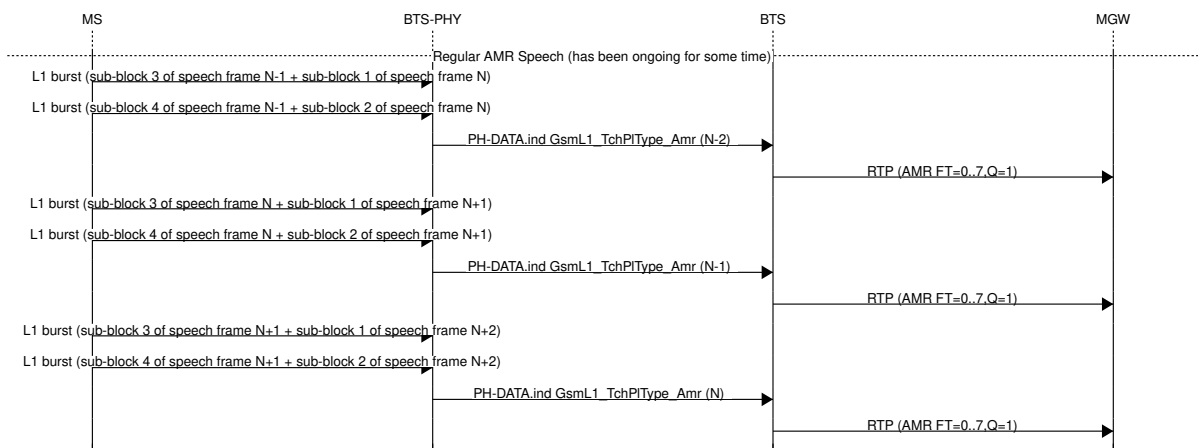 MS BTS-PHY BTS MGW
Regular AMR Speech (has been ongoing for some time)
L1 burst (sub-block 3 of speech frame N-1 + sub-block 1 of speech frame N)
L1 burst (sub-block 4 of speech frame N-1 + sub-block 2 of speech frame N)
PH-DATA.ind GsmL1_TchPlType_Amr (N-2)
RTP (AMR FT=0..7,Q=1)
L1 burst (sub-block 3 of speech frame N + sub-block 1 of speech frame N+1)
L1 burst (sub-block 4 of speech frame N + sub-block 2 of speech frame N+1)
PH-DATA.ind GsmL1_TchPlType_Amr (N-1)
RTP (AMR FT=0..7,Q=1)
L1 burst (sub-block 3 of speech frame N+1 + sub-block 1 of speech frame N+2)
L1 burst (sub-block 4 of speech frame N+1 + sub-block 2 of speech frame N+2)
PH-DATA.ind GsmL1_TchPlType_Amr (N)
RTP (AMR FT=0..7,Q=1)